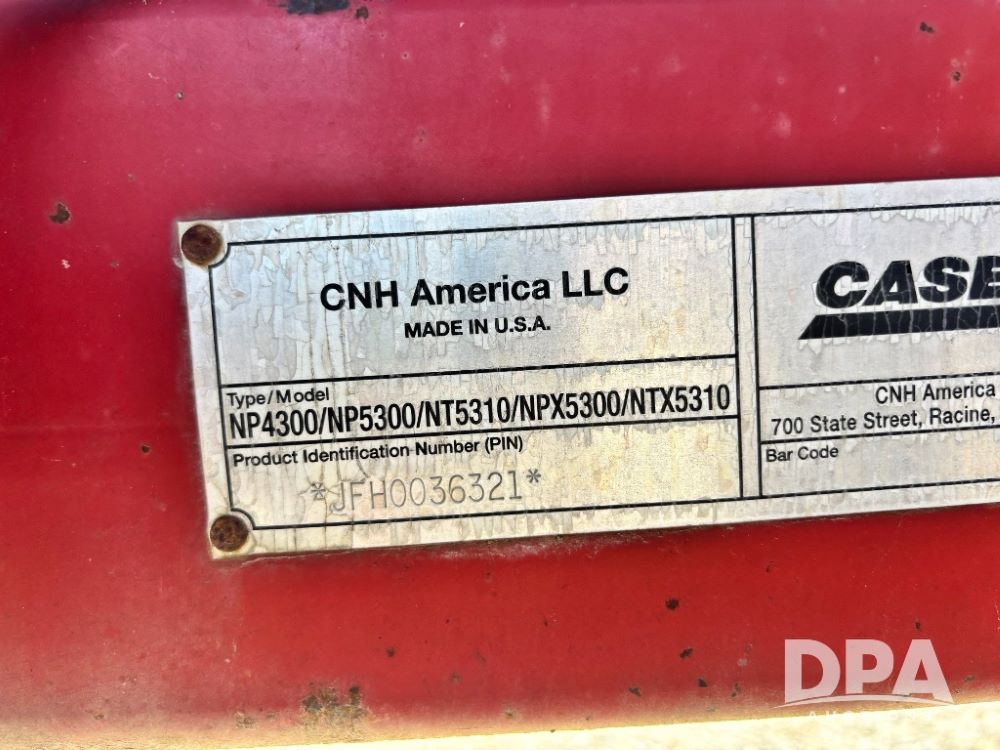 CNH America LLC
MADE IN U.S.A.
Type/Model
NP4300/NP5300/NT5310/NPX5300/NTX5310
Product Identification Number (PIN)
*JFH0036321*
CASE
CNH America
700 State Street, Racine,
Bar Code
DPA